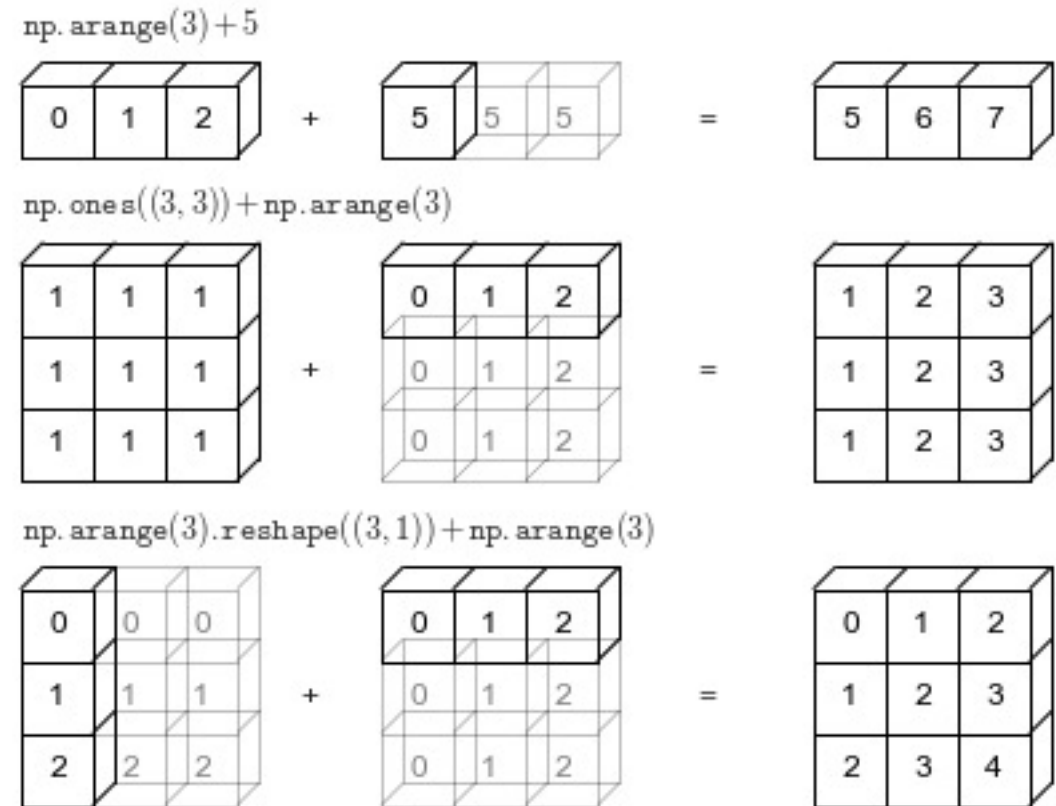 np.arange(3)+5
0 1 2 + 5 5 5 = 5 6 7
np.ones((3, 3))+np.arange(3)
1 1 1 0 1 2 1 2 3
1 1 1 + 0 1 2 = 1 2 3
1 1 1 0 1 2 1 2 3
np.arange(3).reshape((3, 1))+np.arange(3)
0 0 0 0 1 2 0 1 2
1 1 1 + 0 1 2 = 1 2 3
2 2 2 0 1 2 2 3 4